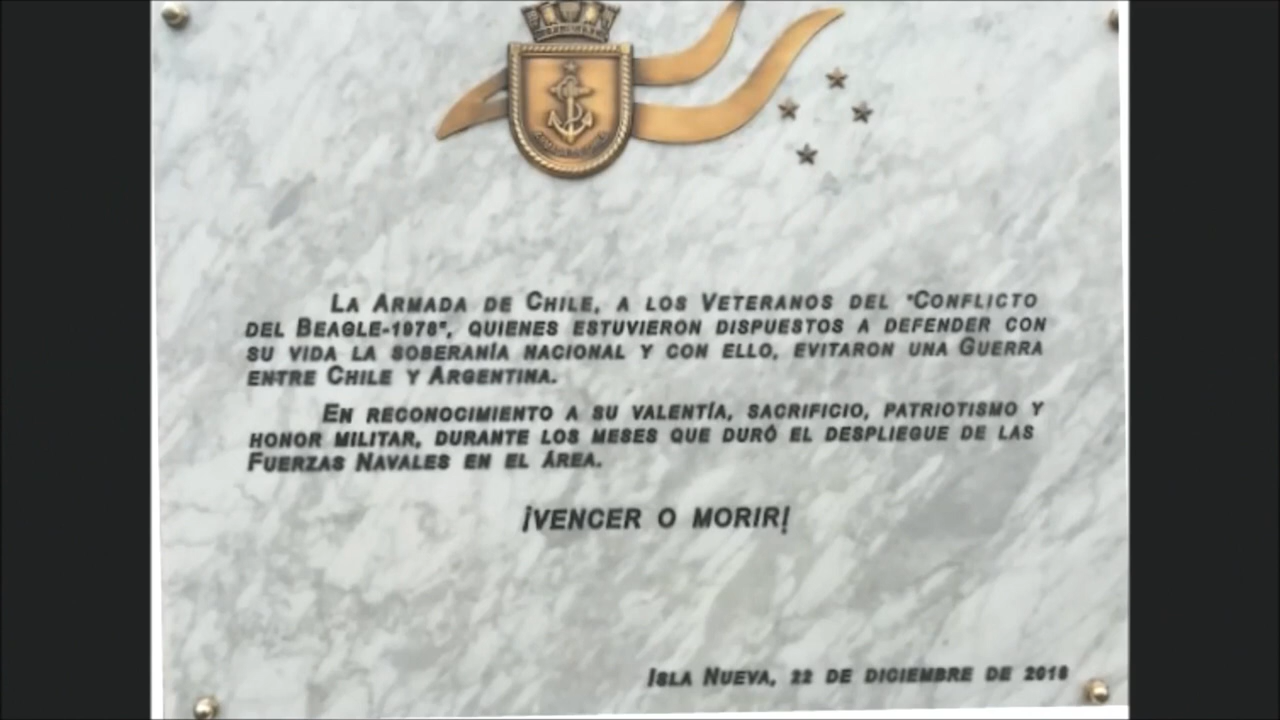 LA ARMADA DE CHILE, A LOS VETERANOS DEL "CONFLICTO
DEL BEAGLE-1978", QUIENES ESTUVIERON DISPUESTOS A DEFENDER CON
SU VIDA LA SOBERANÍA NACIONAL Y CON ELLO, EVITARON UNA GUERRA
ENTRE CHILE Y ARGENTINA.
EN RECONOCIMIENTO A SU VALENTÍA, SACRIFICIO, PATRIOTISMO Y
HONOR MILITAR, DURANTE LOS MESES QUE DURÓ EL DESPLIEGUE DE LAS
FUERZAS NAVALES EN EL ÁREA.
¡VENCER O MORIR!
ISLA NUEVA, 22 DE DICIEMBRE DE 2018